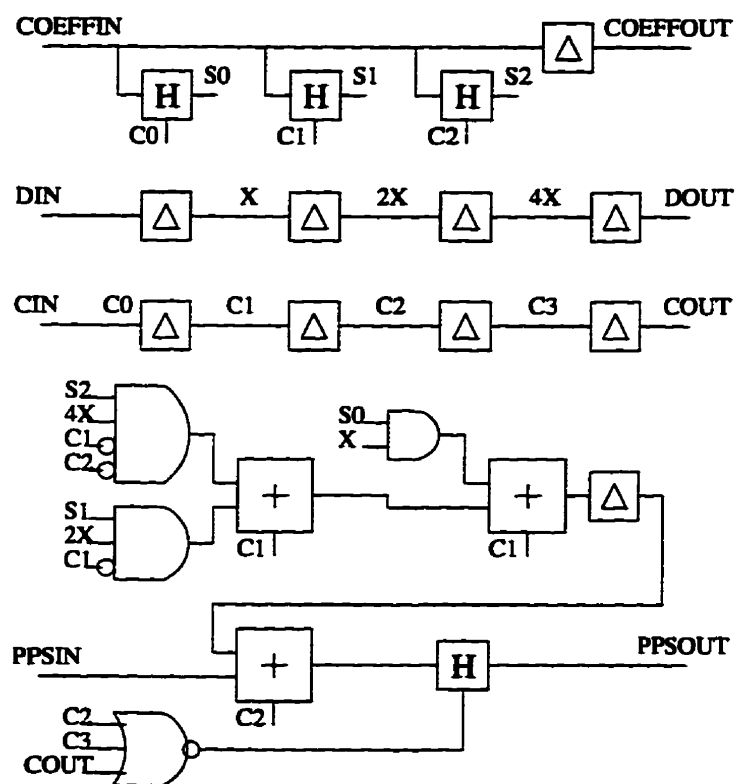 COEFFIN COEFFOUT
Δ
S0 S1 S2
H H H
C0 C1 C2
DIN X 2X 4X DOUT
Δ Δ Δ Δ
CIN C0 C1 C2 C3 COUT
Δ Δ Δ Δ
S2
4X
C1
C2
S0
X
+ + Δ
S1
2X
C1
C1 C1
PPSIN + H PPSOUT
C2
C2
C3
COUT